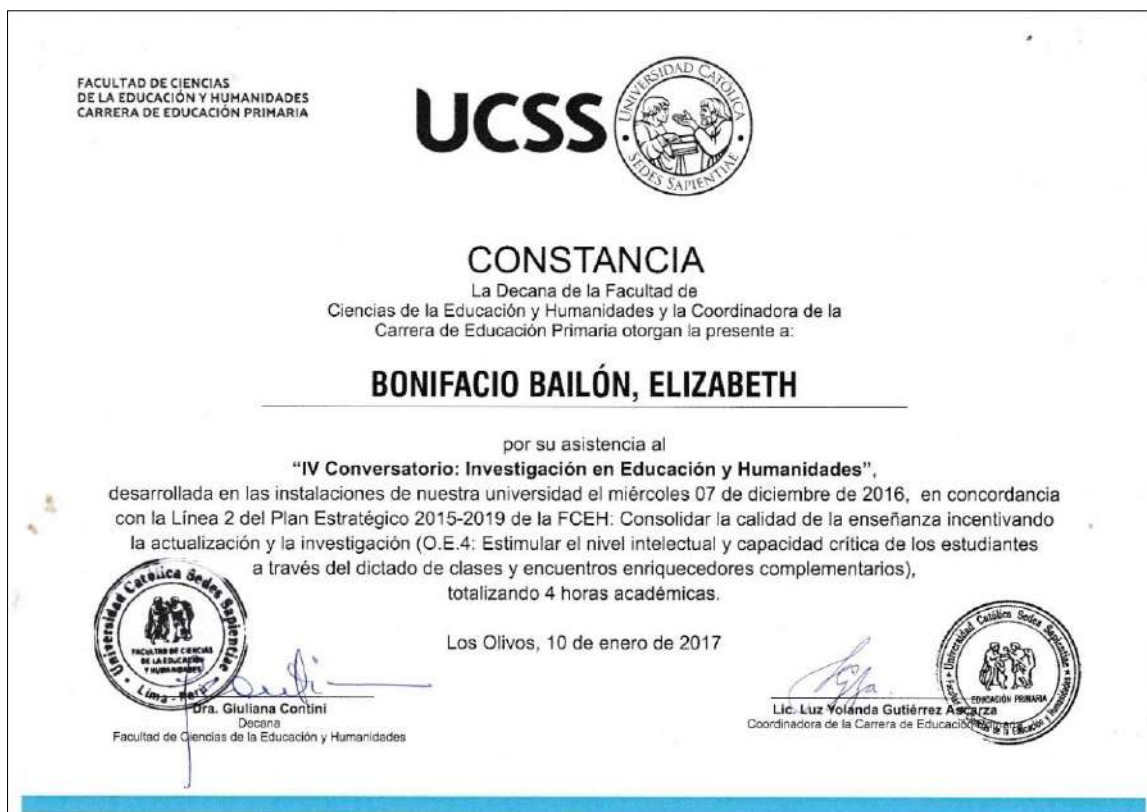 FACULTAD DE CIENCIAS
DE LA EDUCACIÓN Y HUMANIDADES
CARRERA DE EDUCACIÓN PRIMARIA
UCSS
UNIVERSIDAD CATÓLICA
SEDES SAPIENTIAE
CONSTANCIA
La Decana de la Facultad de
Ciencias de la Educación y Humanidades y la Coordinadora de la
Carrera de Educación Primaria otorgan la presente a:
BONIFACIO BAILÓN, ELIZABETH
por su asistencia al
“IV Conversatorio: Investigación en Educación y Humanidades”,
desarrollada en las instalaciones de nuestra universidad el miércoles 07 de diciembre de 2016, en concordancia
con la Línea 2 del Plan Estratégico 2015-2019 de la FCEH: Consolidar la calidad de la enseñanza incentivando
la actualización y la investigación (O.E.4: Estimular el nivel intelectual y capacidad crítica de los estudiantes
a través del dictado de clases y encuentros enriquecedores complementarios),
totalizando 4 horas académicas.
Los Olivos, 10 de enero de 2017
Universidad Católica Sedes Sapientiae
FACULTAD DE CIENCIAS
DE LA EDUCACIÓN
Y HUMANIDADES
Lima - Perú
Dra. Giuliana Contini
Decana
Facultad de Ciencias de la Educación y Humanidades
Universidad Católica Sedes Sapientiae
EDUCACIÓN PRIMARIA
Lic. Luz Yolanda Gutiérrez Ascarza
Coordinadora de la Carrera de Educación Primaria